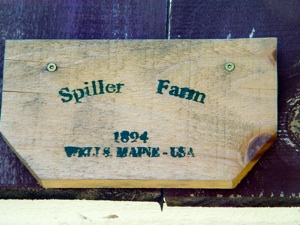 Spiller Farm
1894
WELLS, MAINE - USA